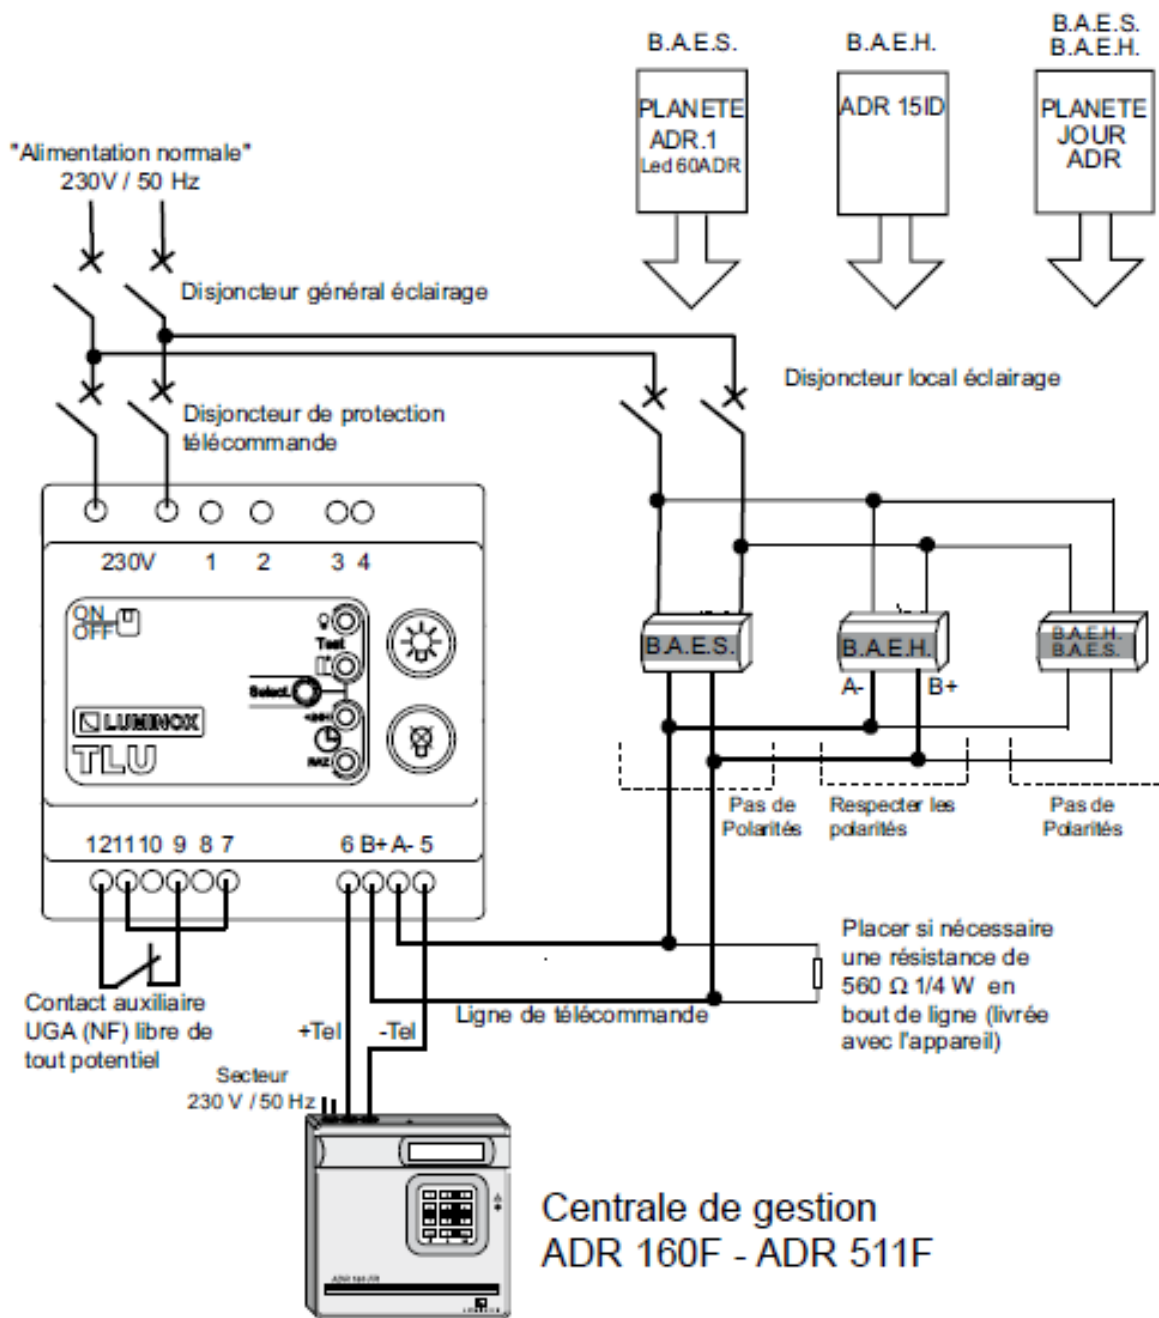 B.A.E.S.
B.A.E.H.
B.A.E.S.
B.A.E.H.
PLANETE
ADR.1
Led 60ADR
ADR 15ID
PLANETE
JOUR
ADR
"Alimentation normale"
230V / 50 Hz
Disjoncteur général éclairage
Disjoncteur local éclairage
Disjoncteur de protection
télécommande
230V 1 2 3 4
ON
OFF
Test
Select.
LUMINOX
TLU
RAZ
B.A.E.S.
B.A.E.H.
B.A.E.H.
B.A.E.S.
A- B+
Pas de
Polarités
Respecter les
polarités
Pas de
Polarités
12 11 10 9 8 7 6 B+ A- 5
Placer si nécessaire
une résistance de
560 Ω 1/4 W en
bout de ligne (livrée
avec l'appareil)
Contact auxiliaire
UGA (NF) libre de
tout potentiel
Ligne de télécommande
+Tel -Tel
Secteur
230 V / 50 Hz
Centrale de gestion
ADR 160F - ADR 511F